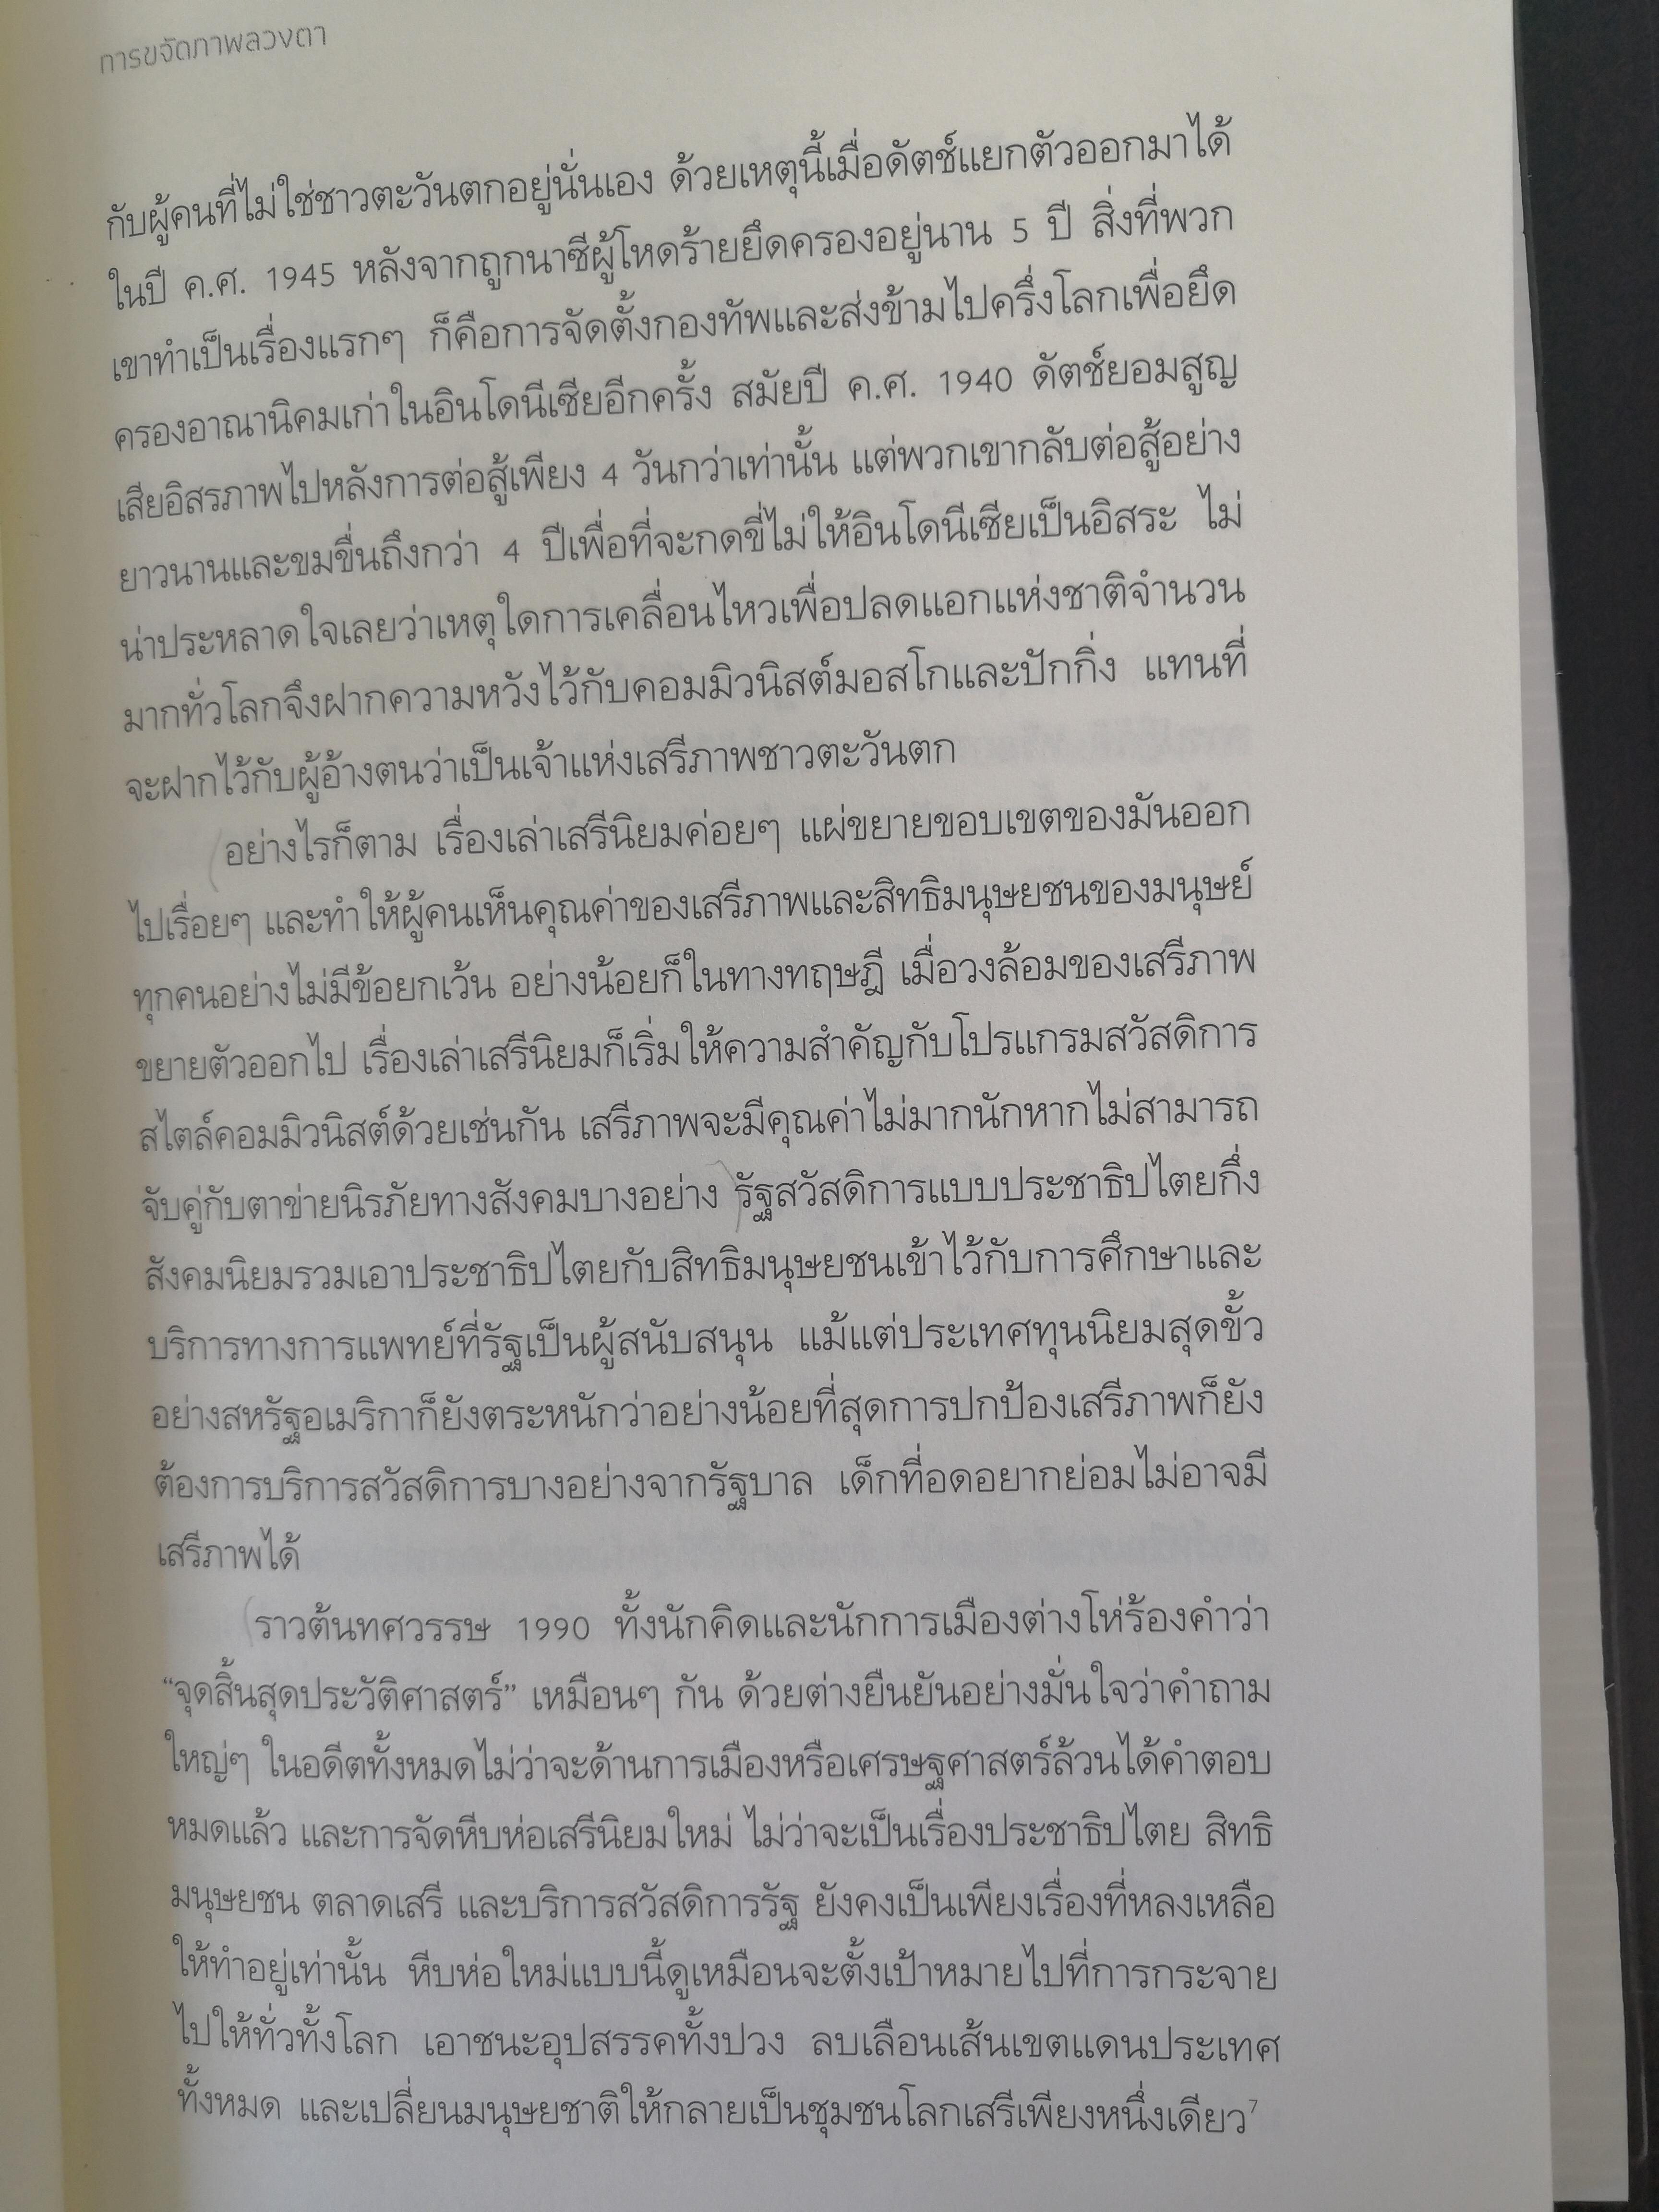 การขจัดภาพลวงตา
กับผู้คนที่ไม่ใช่ชาวตะวันตกอยู่นั่นเอง ด้วยเหตุนี้เมื่อดัตช์แยกตัวออกมาได้
ในปี ค.ศ. 1945 หลังจากถูกนาซีผู้โหดร้ายยึดครองอยู่นาน 5 ปี สิ่งที่พวก
เขาทำเป็นเรื่องแรกๆ ก็คือการจัดตั้งกองทัพและส่งข้ามไปครึ่งโลกเพื่อยึด
ครองอาณานิคมเก่าในอินโดนีเซียอีกครั้ง สมัยปี ค.ศ. 1940 ดัตช์ยอมสูญ
เสียอิสรภาพไปหลังการต่อสู้เพียง 4 วันกว่าเท่านั้น แต่พวกเขากลับต่อสู้อย่าง
ยาวนานและขมขื่นถึงกว่า 4 ปีเพื่อที่จะกดขี่ไม่ให้อินโดนีเซียเป็นอิสระ ไม่
น่าประหลาดใจเลยว่าเหตุใดการเคลื่อนไหวเพื่อปลดแอกแห่งชาติจำนวน
มากทั่วโลกจึงฝากความหวังไว้กับคอมมิวนิสต์มอสโกและปักกิ่ง แทนที่
จะฝากไว้กับผู้อ้างตนว่าเป็นเจ้าแห่งเสรีภาพชาวตะวันตก
อย่างไรก็ตาม เรื่องเล่าเสรีนิยมค่อยๆ แผ่ขยายขอบเขตของมันออก
ไปเรื่อยๆ และทำให้ผู้คนเห็นคุณค่าของเสรีภาพและสิทธิมนุษยชนของมนุษย์
ทุกคนอย่างไม่มีข้อยกเว้น อย่างน้อยก็ในทางทฤษฎี เมื่อวงล้อมของเสรีภาพ
ขยายตัวออกไป เรื่องเล่าเสรีนิยมก็เริ่มให้ความสำคัญกับโปรแกรมสวัสดิการ
สไตล์คอมมิวนิสต์ด้วยเช่นกัน เสรีภาพจะมีคุณค่าไม่มากนักหากไม่สามารถ
จับคู่กับตาข่ายนิรภัยทางสังคมบางอย่าง รัฐสวัสดิการแบบประชาธิปไตยกึ่ง
สังคมนิยมรวมเอาประชาธิปไตยกับสิทธิมนุษยชนเข้าไว้กับการศึกษาและ
บริการทางการแพทย์ที่รัฐเป็นผู้สนับสนุน แม้แต่ประเทศทุนนิยมสุดขั้ว
อย่างสหรัฐอเมริกาก็ยังตระหนักว่าอย่างน้อยที่สุดการปกป้องเสรีภาพก็ยัง
ต้องการบริการสวัสดิการบางอย่างจากรัฐบาล เด็กที่อดอยากย่อมไม่อาจมี
เสรีภาพได้
ราวต้นทศวรรษ 1990 ทั้งนักคิดและนักการเมืองต่างโห่ร้องคำว่า
“จุดสิ้นสุดประวัติศาสตร์” เหมือนๆ กัน ด้วยต่างยืนยันอย่างมั่นใจว่าคำถาม
ใหญ่ๆ ในอดีตทั้งหมดไม่ว่าจะด้านการเมืองหรือเศรษฐศาสตร์ล้วนได้คำตอบ
หมดแล้ว และการจัดหีบห่อเสรีนิยมใหม่ ไม่ว่าจะเป็นเรื่องประชาธิปไตย สิทธิ
มนุษยชน ตลาดเสรี และบริการสวัสดิการรัฐ ยังคงเป็นเพียงเรื่องที่หลงเหลือ
ให้ทำอยู่เท่านั้น หีบห่อใหม่แบบนี้ดูเหมือนจะตั้งเป้าหมายไปที่การกระจาย
ไปให้ทั่วทั้งโลก เอาชนะอุปสรรคทั้งปวง ลบเลือนเส้นเขตแดนประเทศ
ทั้งหมด และเปลี่ยนมนุษยชาติให้กลายเป็นชุมชนโลกเสรีเพียงหนึ่งเดียว⁷